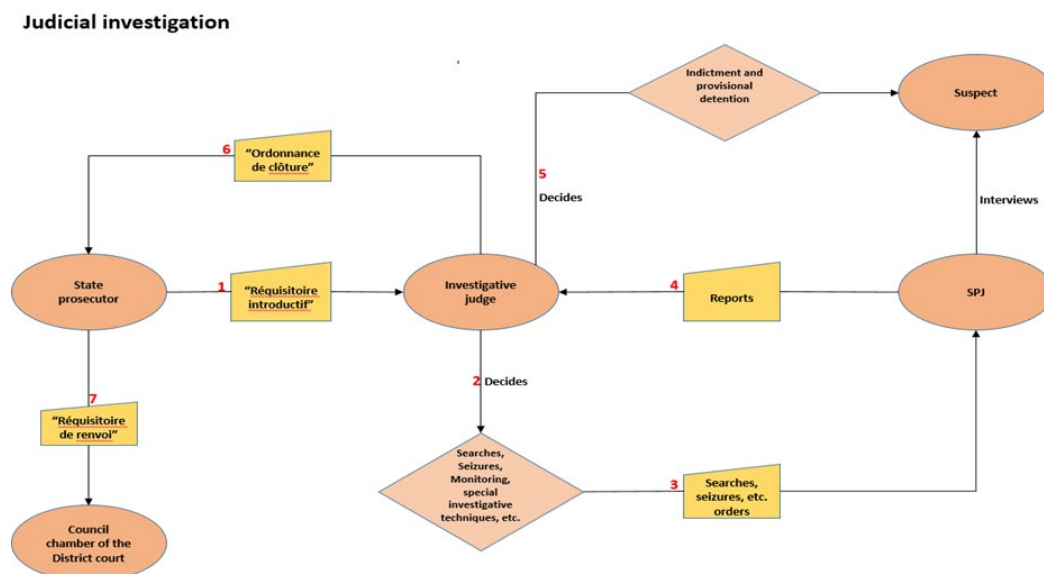 Judicial investigation
Indictment and
provisional
detention
Suspect
6
“Ordonnance
de clôture”
5
Decides
Interviews
State
prosecutor
1
“Réquisitoire
introductif”
Investigative
judge
4
Reports
SPJ
2 Decides
7
“Réquisitoire
de renvoi”
Searches,
Seizures,
Monitoring,
special
investigative
techniques, etc.
3
Searches,
seizures, etc.
orders
Council
chamber of the
District court